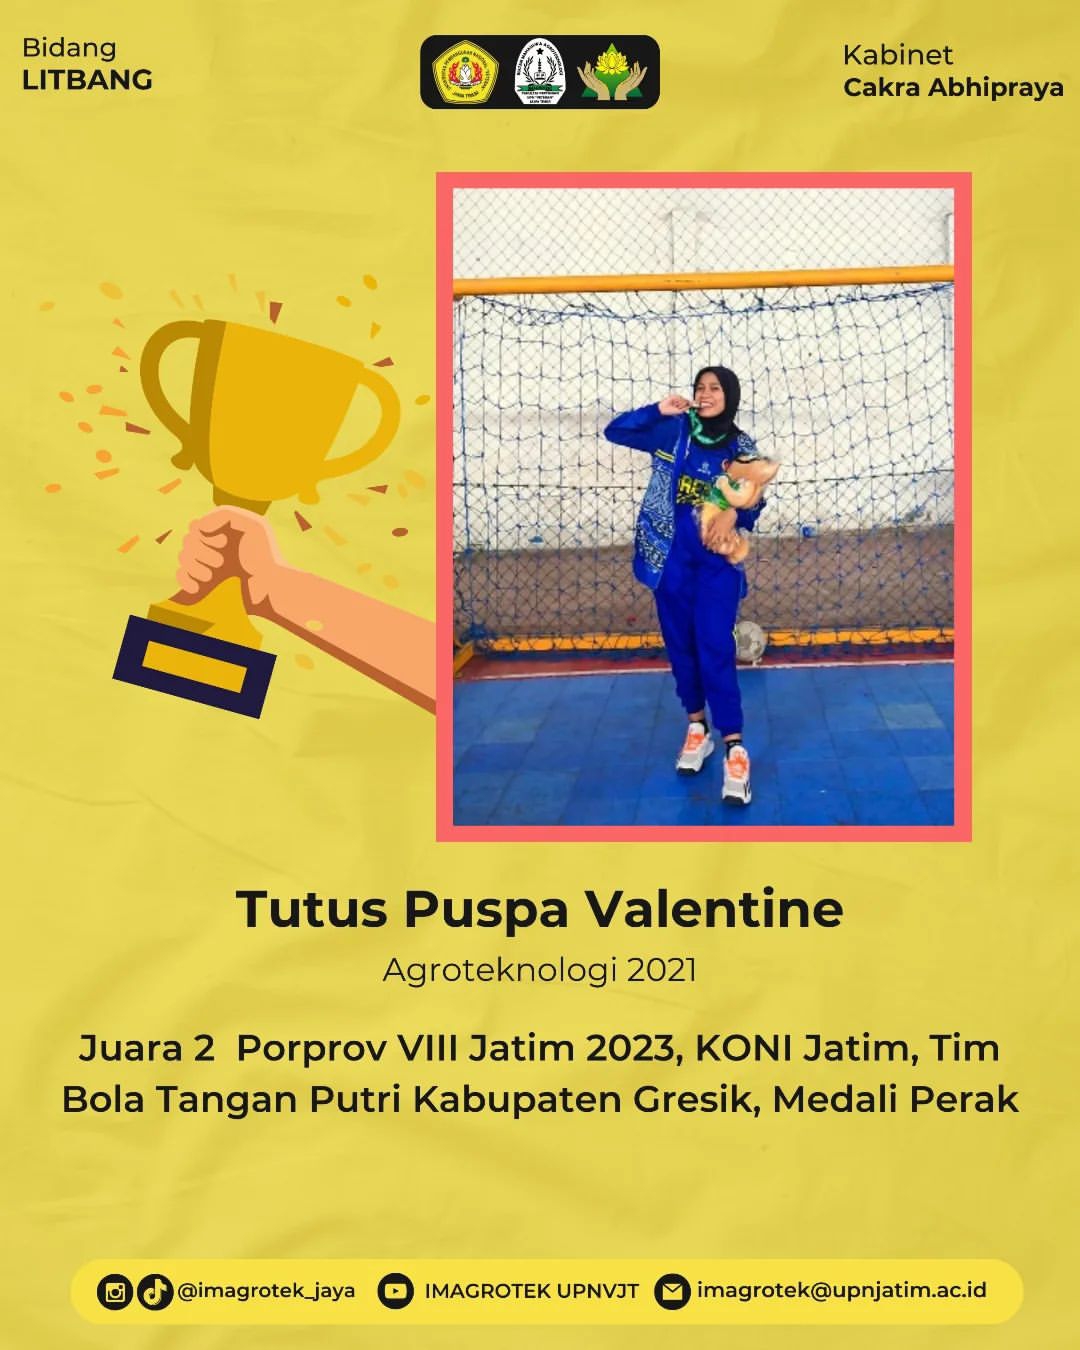 Bidang
LITBANG
Kabinet
Cakra Abhipraya
Tutus Puspa Valentine
Agroteknologi 2021
Juara 2 Porprov VIII Jatim 2023, KONI Jatim, Tim
Bola Tangan Putri Kabupaten Gresik, Medali Perak
@imagrotek_jaya
IMAGROTEK UPNVJT
imagrotek@upnjatim.ac.id